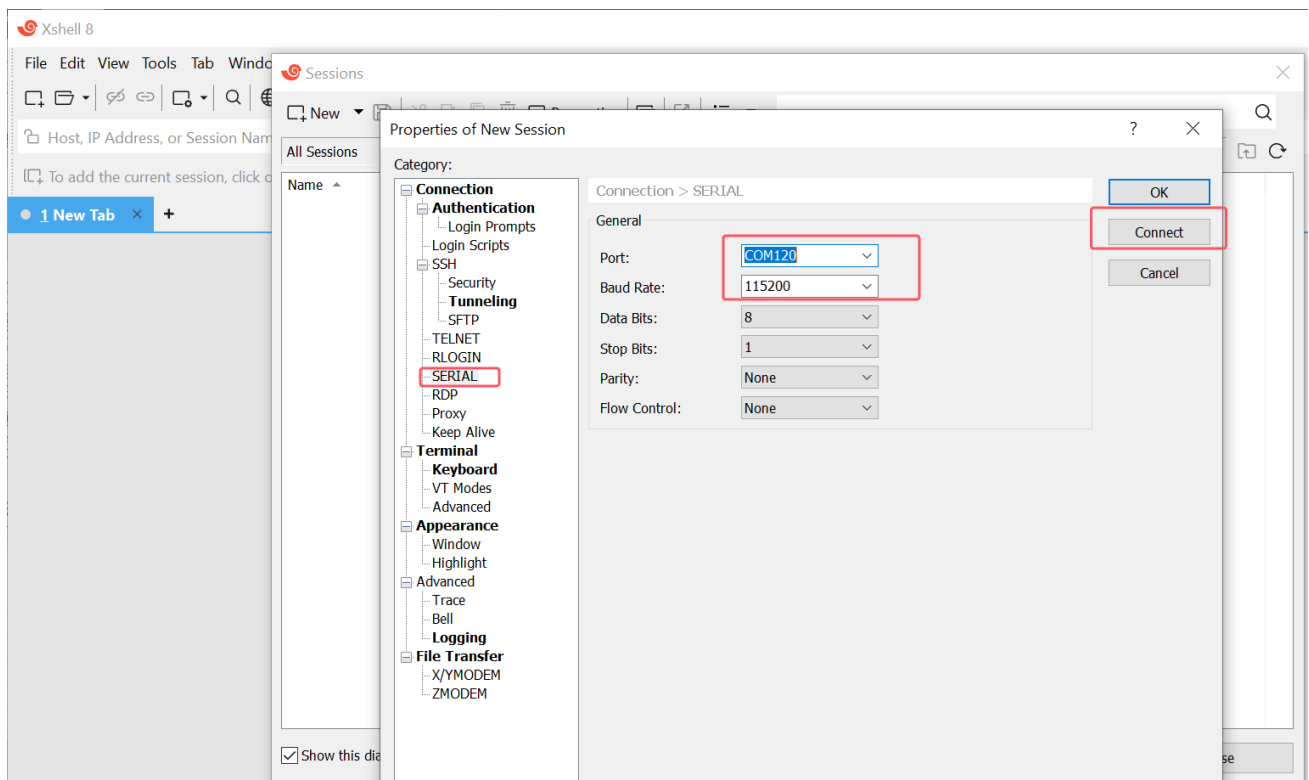 Xshell 8
File Edit View Tools Tab Windo
Sessions
New
Host, IP Address, or Session Nam
To add the current session, click o
1 New Tab
All Sessions
Name
Properties of New Session
?
Category:
Connection
Authentication
Login Prompts
Login Scripts
SSH
Security
Tunneling
SFTP
TELNET
RLOGIN
SERIAL
RDP
Proxy
Keep Alive
Terminal
Keyboard
VT Modes
Advanced
Appearance
Window
Highlight
Advanced
Trace
Bell
Logging
File Transfer
X/YMODEM
ZMODEM
Connection > SERIAL
General
Port: COM120
Baud Rate: 115200
Data Bits: 8
Stop Bits: 1
Parity: None
Flow Control: None
OK
Connect
Cancel
Show this dia
se